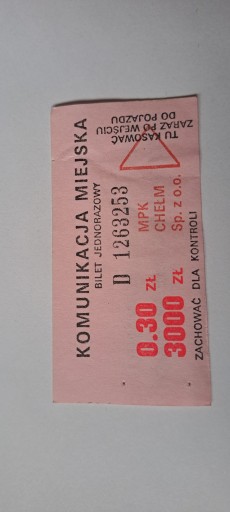 KOMUNIKACJA MIEJSKA
BILET JEDNORAZOWY
D 1263253
0.30 ZŁ
3000 ZŁ
MPK
CHEŁM
Sp. z o.o.
ZACHOWAĆ DLA KONTROLI
TU KASOWAĆ
ZARAZ PO WEJŚCIU
DO POJAZDU